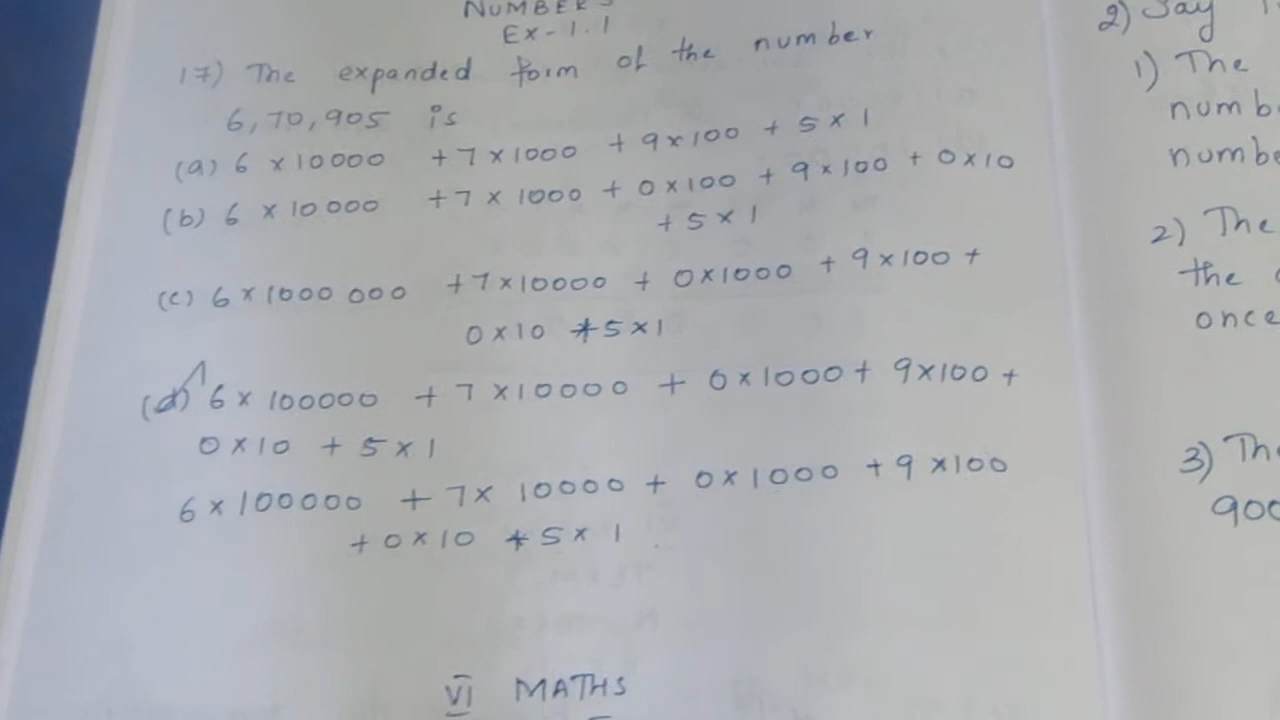 NUMBERS
Ex-1.1
17) The expanded form of the number
6,70,905 is
(a) 6 x 10000 + 7 x 1000 + 9 x 100 + 5 x 1
(b) 6 x 10000 + 7 x 1000 + 0 x 100 + 9 x 100 + 0 x 10
+ 5 x 1
(c) 6 x 1000 000 + 7 x 10000 + 0 x 1000 + 9 x 100 +
0 x 10 + 5 x 1
(d) 6 x 100000 + 7 x 10000 + 0 x 1000 + 9 x 100 +
0 x 10 + 5 x 1
6 x 100000 + 7 x 10000 + 0 x 1000 + 9 x 100
+ 0 x 10 + 5 x 1
VI MATHS
2) Say
1) The
2) The
the
once
3)